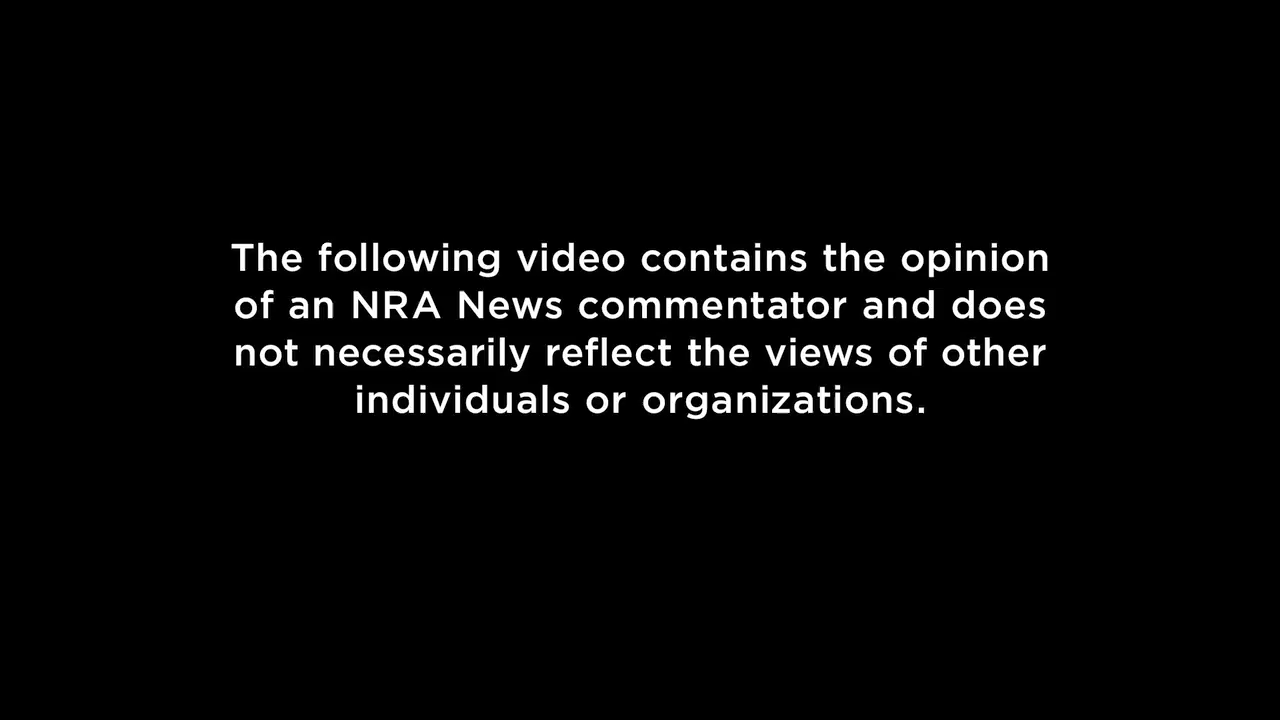 The following video contains the opinion
of an NRA News commentator and does
not necessarily reflect the views of other
individuals or organizations.